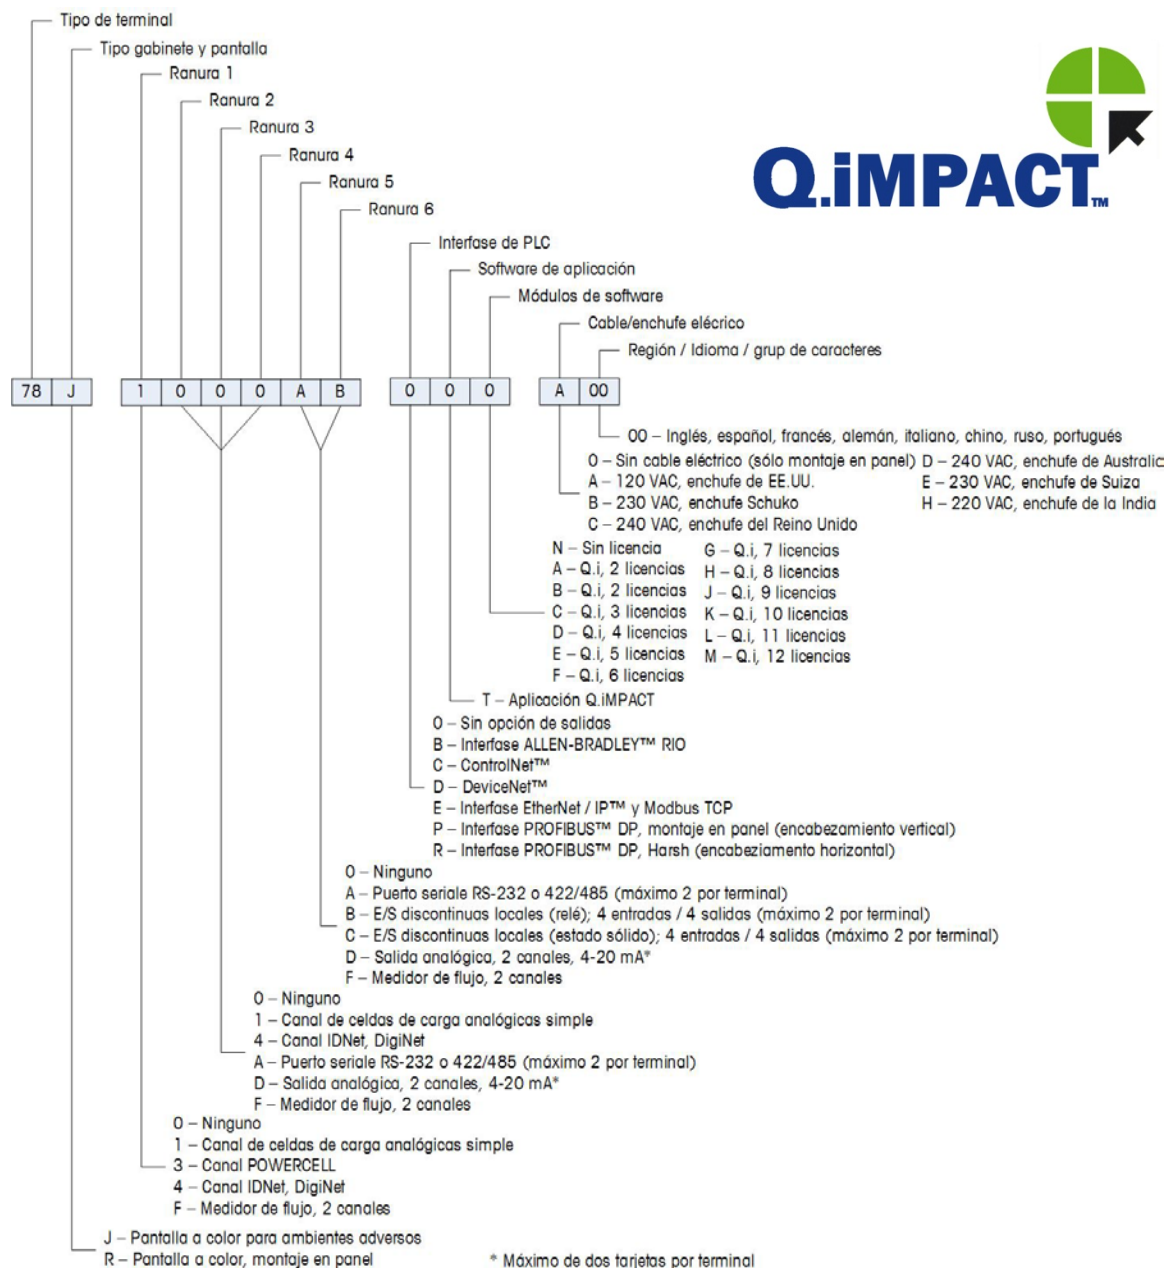 Tipo de terminal
Tipo gabinete y pantalla
Ranura 1
Ranura 2
Ranura 3
Ranura 4
Ranura 5
Ranura 6
Q.iMPACT™
Interfase de PLC
Software de aplicación
Módulos de software
Cable/enchufe elécrico
Región / Idioma / grup de caracteres
78 J 1 0 0 0 A B 0 0 0 A 00
00 – Inglés, español, francés, alemán, italiano, chino, ruso, portugués
0 – Sin cable eléctrico (sólo montaje en panel) D – 240 VAC, enchufe de Australia
A – 120 VAC, enchufe de EE.UU. E – 230 VAC, enchufe de Suiza
B – 230 VAC, enchufe Schuko H – 220 VAC, enchufe de la India
C – 240 VAC, enchufe del Reino Unido
N – Sin licencia G – Q.i, 7 licencias
A – Q.i, 2 licencias H – Q.i, 8 licencias
B – Q.i, 2 licencias J – Q.i, 9 licencias
C – Q.i, 3 licencias K – Q.i, 10 licencias
D – Q.i, 4 licencias L – Q.i, 11 licencias
E – Q.i, 5 licencias M – Q.i, 12 licencias
F – Q.i, 6 licencias
T – Aplicación Q.iMPACT
0 – Sin opción de salidas
B – Interfase ALLEN-BRADLEY™ RIO
C – ControlNet™
D – DeviceNet™
E – Interfase EtherNet / IP™ y Modbus TCP
P – Interfase PROFIBUS™ DP, montaje en panel (encabezamiento vertical)
R – Interfase PROFIBUS™ DP, Harsh (encabeziamento horizontal)
0 – Ninguno
A – Puerto seriale RS-232 o 422/485 (máximo 2 por terminal)
B – E/S discontinuas locales (relé); 4 entradas / 4 salidas (máximo 2 por terminal)
C – E/S discontinuas locales (estado sólido); 4 entradas / 4 salidas (máximo 2 por terminal)
D – Salida analógica, 2 canales, 4-20 mA*
F – Medidor de flujo, 2 canales
0 – Ninguno
1 – Canal de celdas de carga analógicas simple
4 – Canal IDNet, DigiNet
A – Puerto seriale RS-232 o 422/485 (máximo 2 por terminal)
D – Salida analógica, 2 canales, 4-20 mA*
F – Medidor de flujo, 2 canales
0 – Ninguno
1 – Canal de celdas de carga analógicas simple
3 – Canal POWERCELL
4 – Canal IDNet, DigiNet
F – Medidor de flujo, 2 canales
J – Pantalla a color para ambientes adversos
R – Pantalla a color, montaje en panel
* Máximo de dos tarjetas por terminal